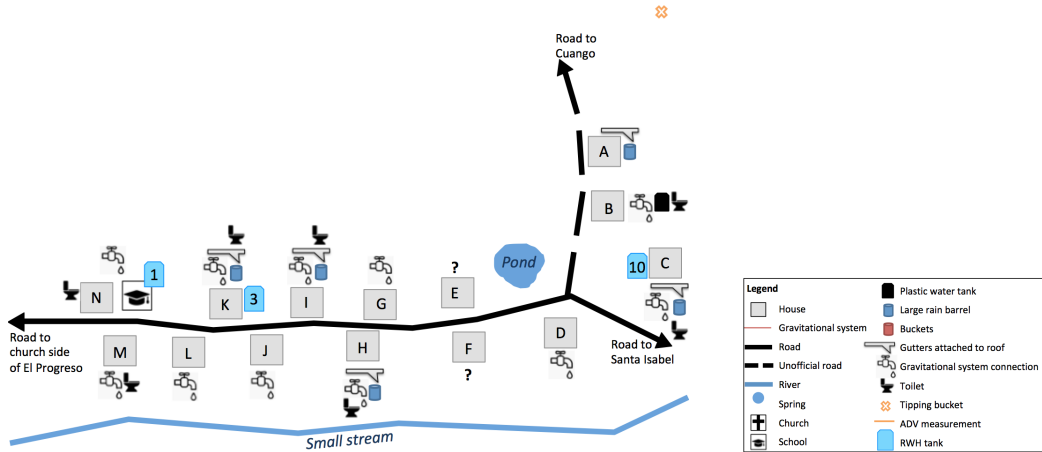 Road to
Cuango
A
B
Pond
10
C
1
?
N
K
3
I
G
E
Road to
church side
of El Progreso
M
L
J
H
F
D
Road to
Santa Isabel
?
Small stream
Legend
House
Gravitational system
Road
Unofficial road
River
Spring
Church
School
Plastic water tank
Large rain barrel
Buckets
Gutters attached to roof
Gravitational system connection
Toilet
Tipping bucket
ADV measurement
RWH tank